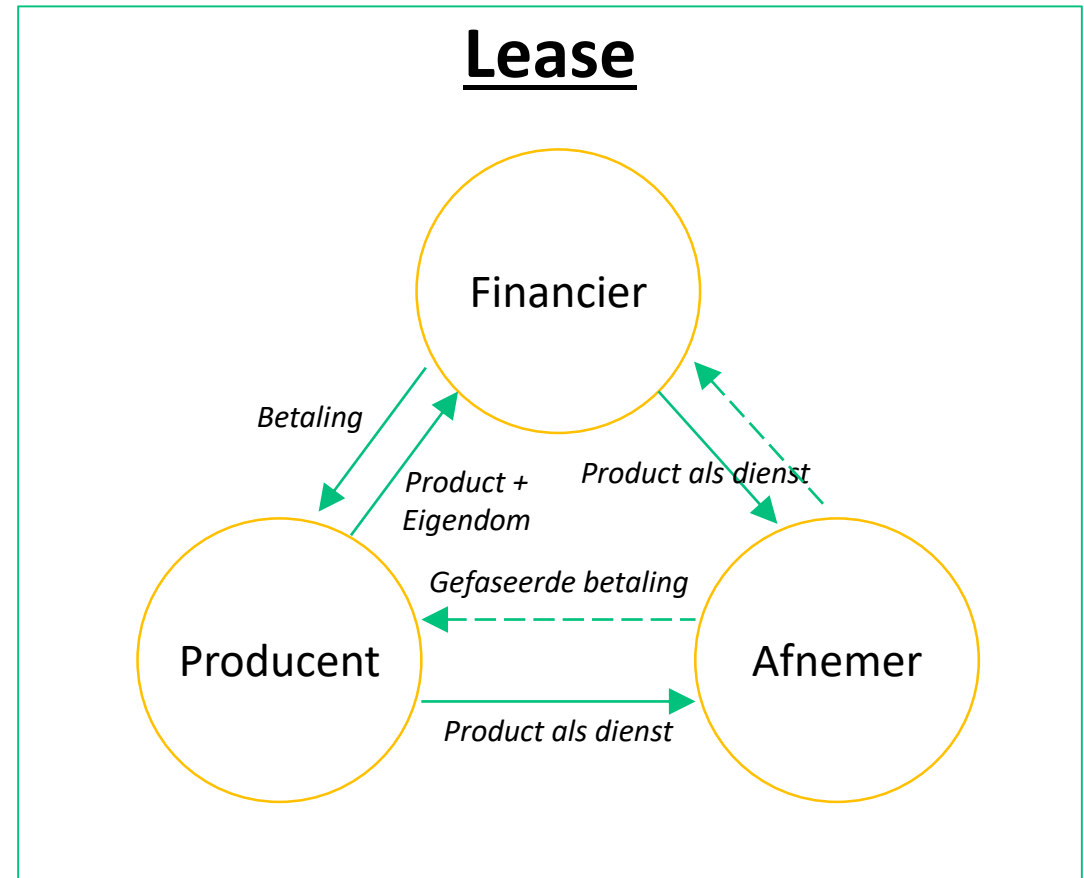 Lease
Financier
Betaling
Product +
Eigendom
Product als dienst
Gefaseerde betaling
Producent
Afnemer
Product als dienst